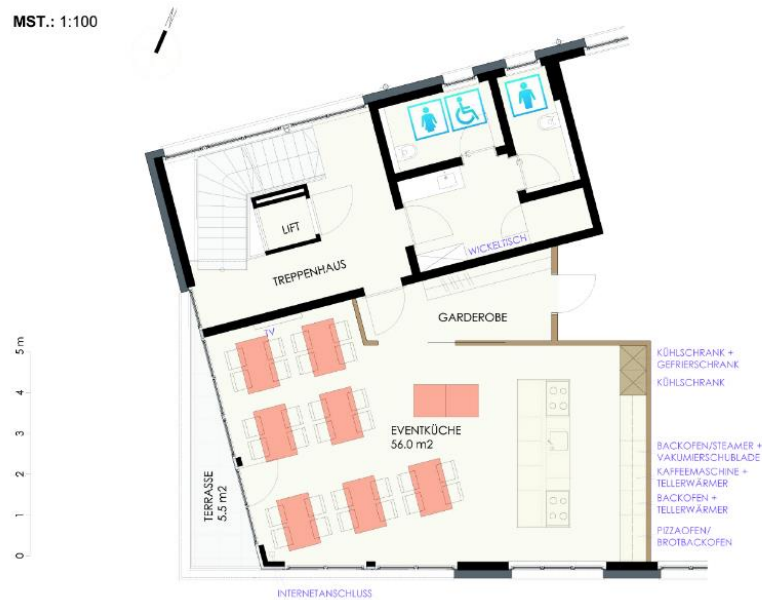 MST.: 1:100
LIFT
TREPPENHAUS
WICKELTISCH
GARDEROBE
TV
5 m
4
3
2
1
0
KÜHLSCHRANK +
GEFRIERSCHRANK
KÜHLSCHRANK
EVENTKÜCHE
56.0 m2
BACKOFEN/STEAMER +
VAKUMIERSCHUBLADE
KAFFEEMASCHINE +
TELLERWÄRMER
BACKOFEN +
TELLERWÄRMER
PIZZAOFEN/
BROTBACKOFEN
TERRASSE
5.5 m2
INTERNETANSCHLUSS